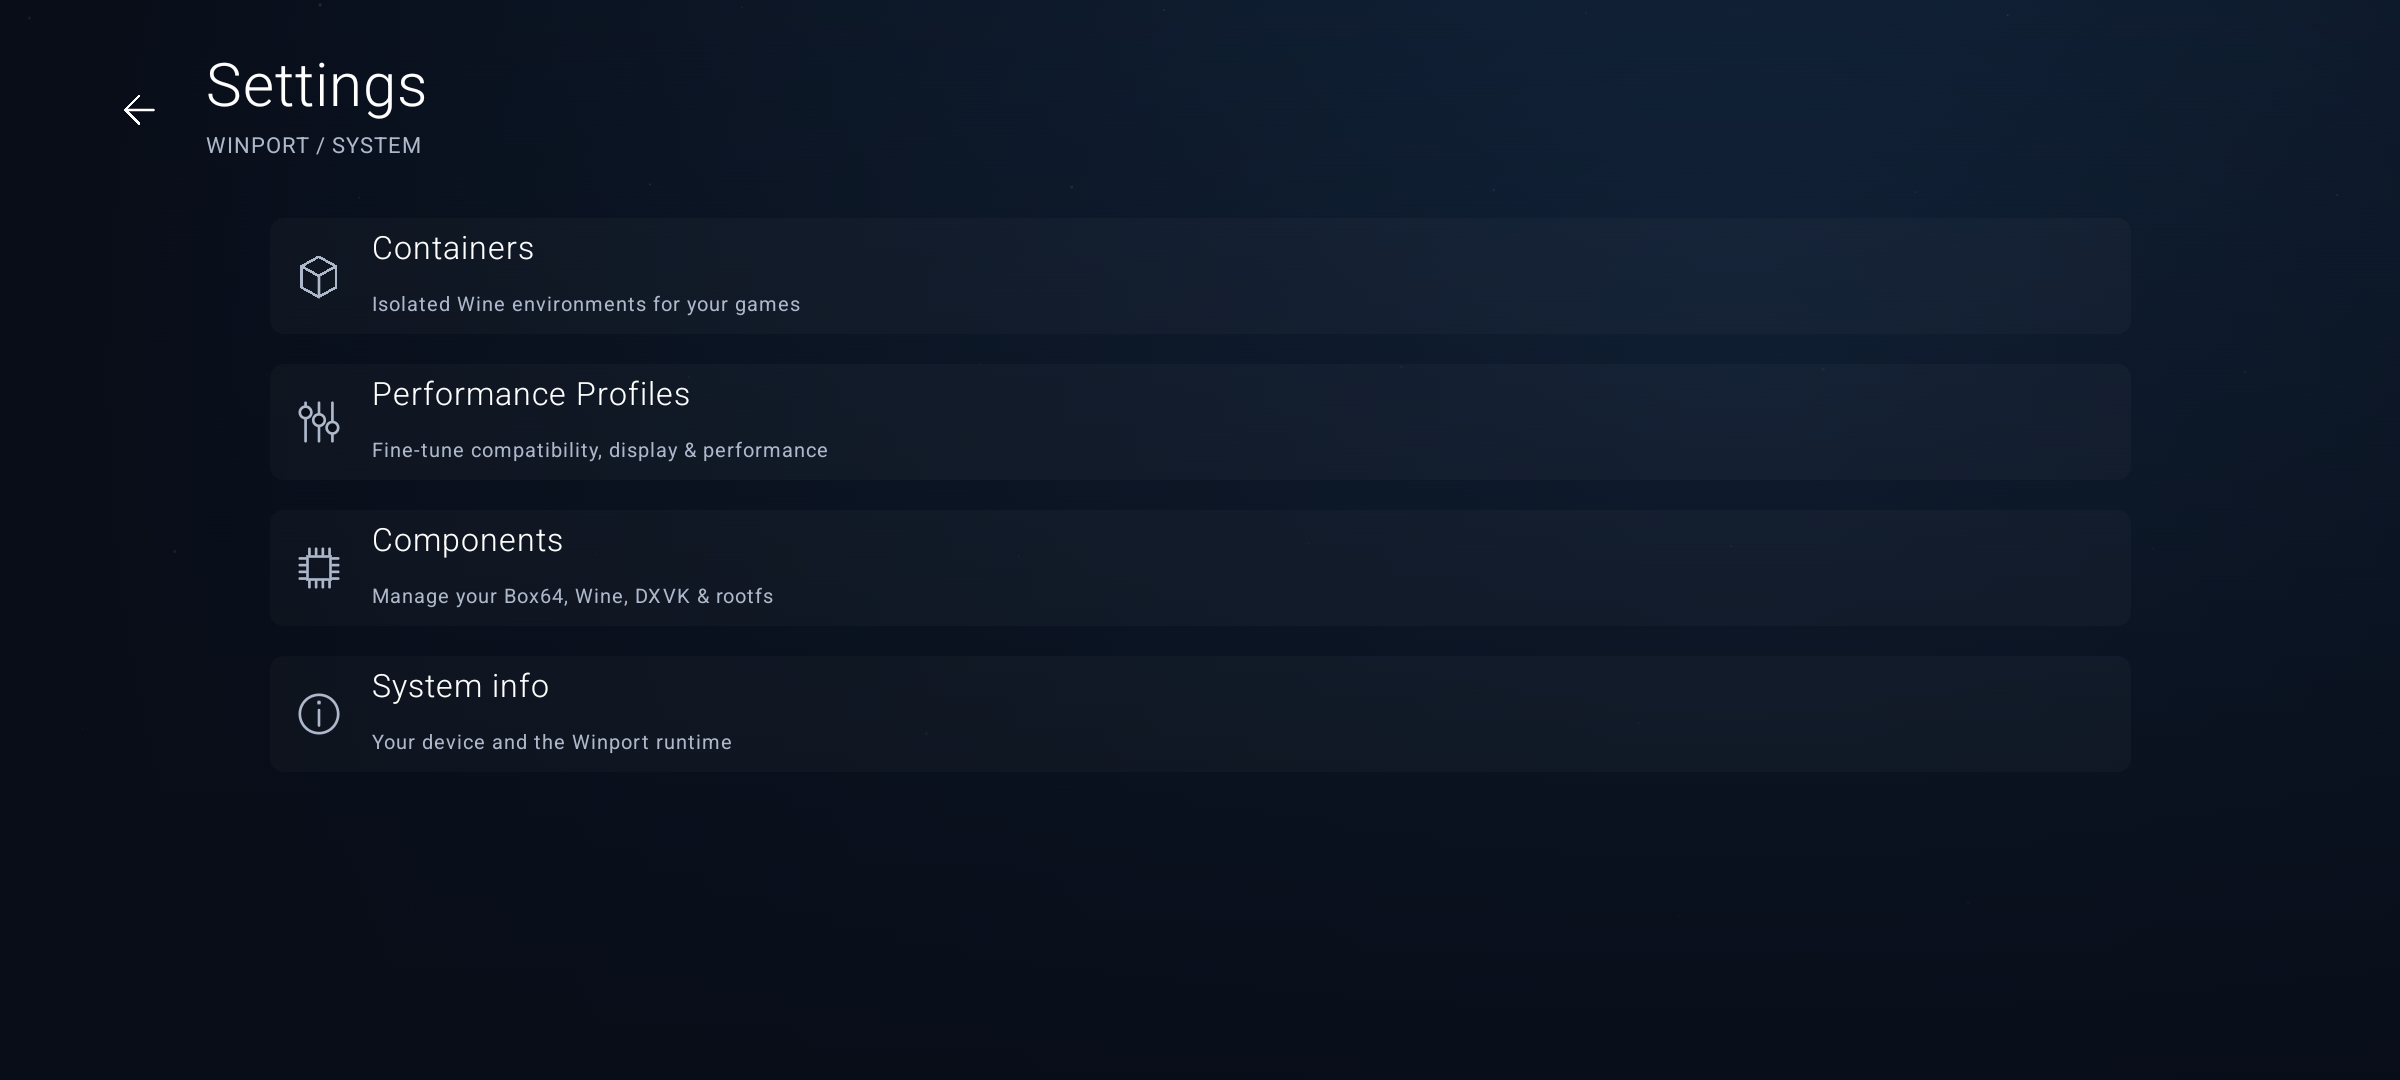 Settings
WINPORT / SYSTEM
Containers
Isolated Wine environments for your games
Performance Profiles
Fine-tune compatibility, display & performance
Components
Manage your Box64, Wine, DXVK & rootfs
System info
Your device and the Winport runtime